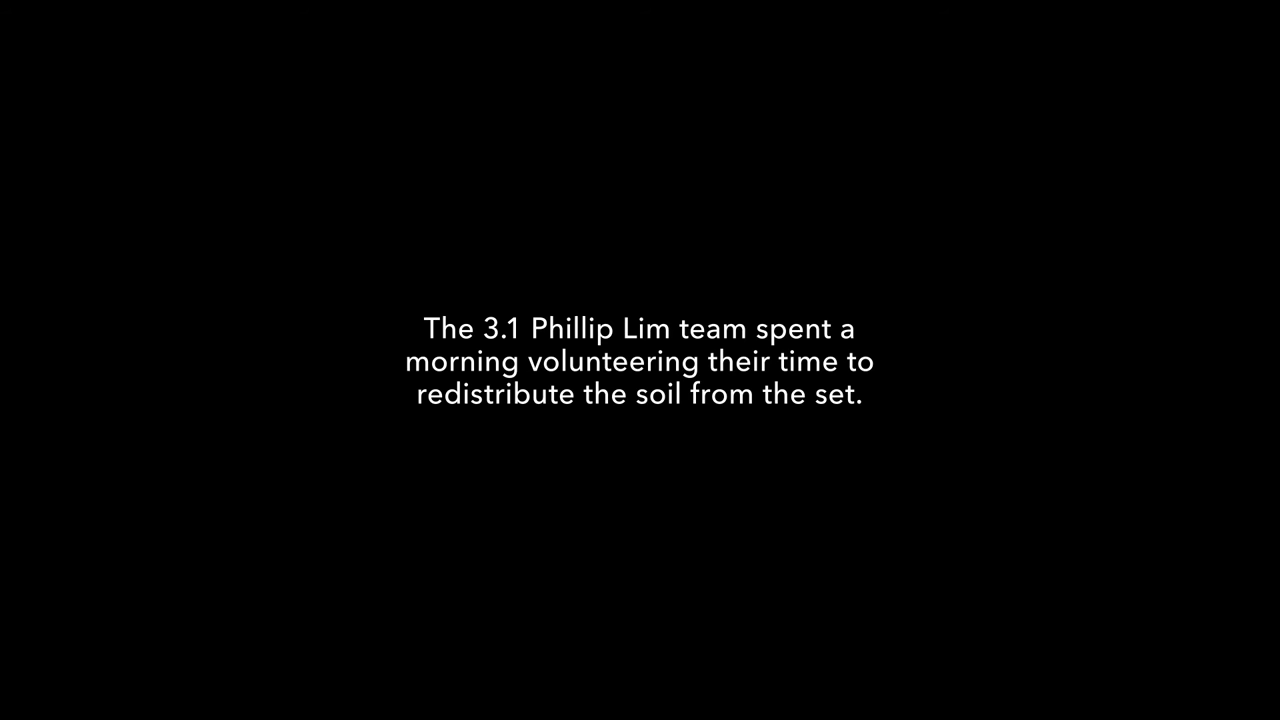 The 3.1 Phillip Lim team spent a
morning volunteering their time to
redistribute the soil from the set.